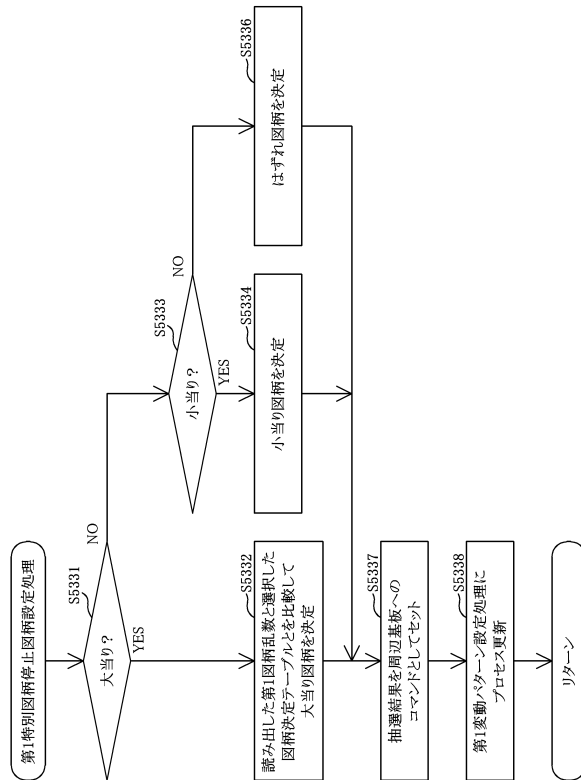 第1特別図柄停止図柄設定処理
S5331
大当り？
NO
YES
S5333
小当り？
NO
YES
S5332
読み出した第1図柄乱数と選択した
図柄決定テーブルとを比較して
大当り図柄を決定
S5334
小当り図柄を決定
S5336
はずれ図柄を決定
S5337
抽選結果を周辺基板への
コマンドとしてセット
S5338
第1変動パターン設定処理に
プロセス更新
リターン